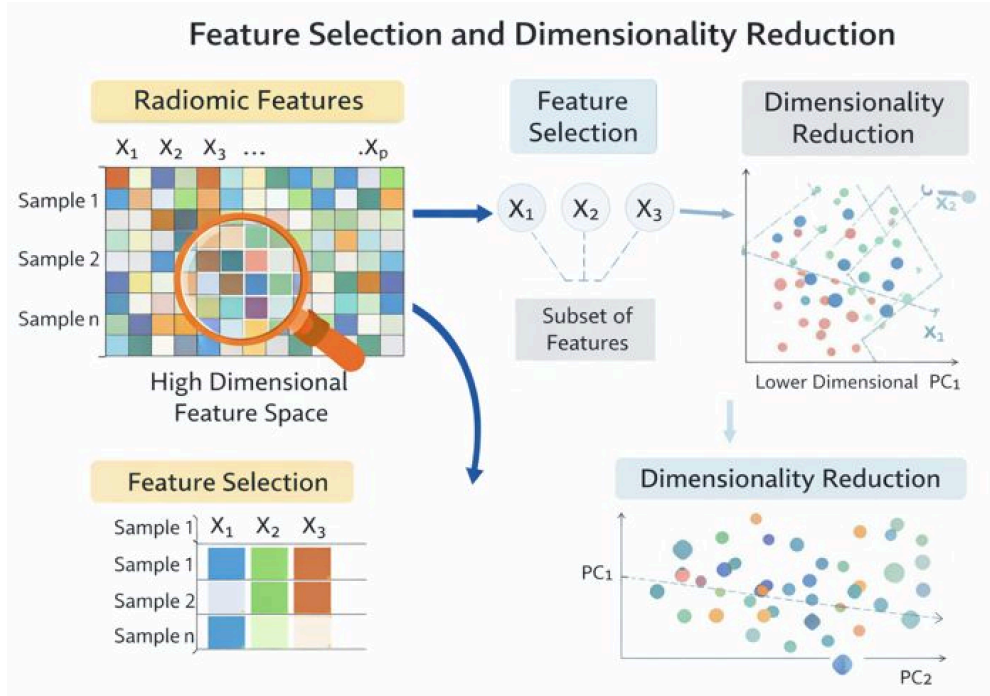 Feature Selection and Dimensionality Reduction
Radiomic Features
X1 X2 X3 ... .Xp
Sample 1
Sample 2
Sample n
High Dimensional
Feature Space
Feature
Selection
X1 X2 X3
Subset of
Features
Dimensionality
Reduction
X2
X1
Lower Dimensional PC1
Feature Selection
Sample 1 X1 X2 X3
Sample 1
Sample 2
Sample n
Dimensionality Reduction
PC1
PC2